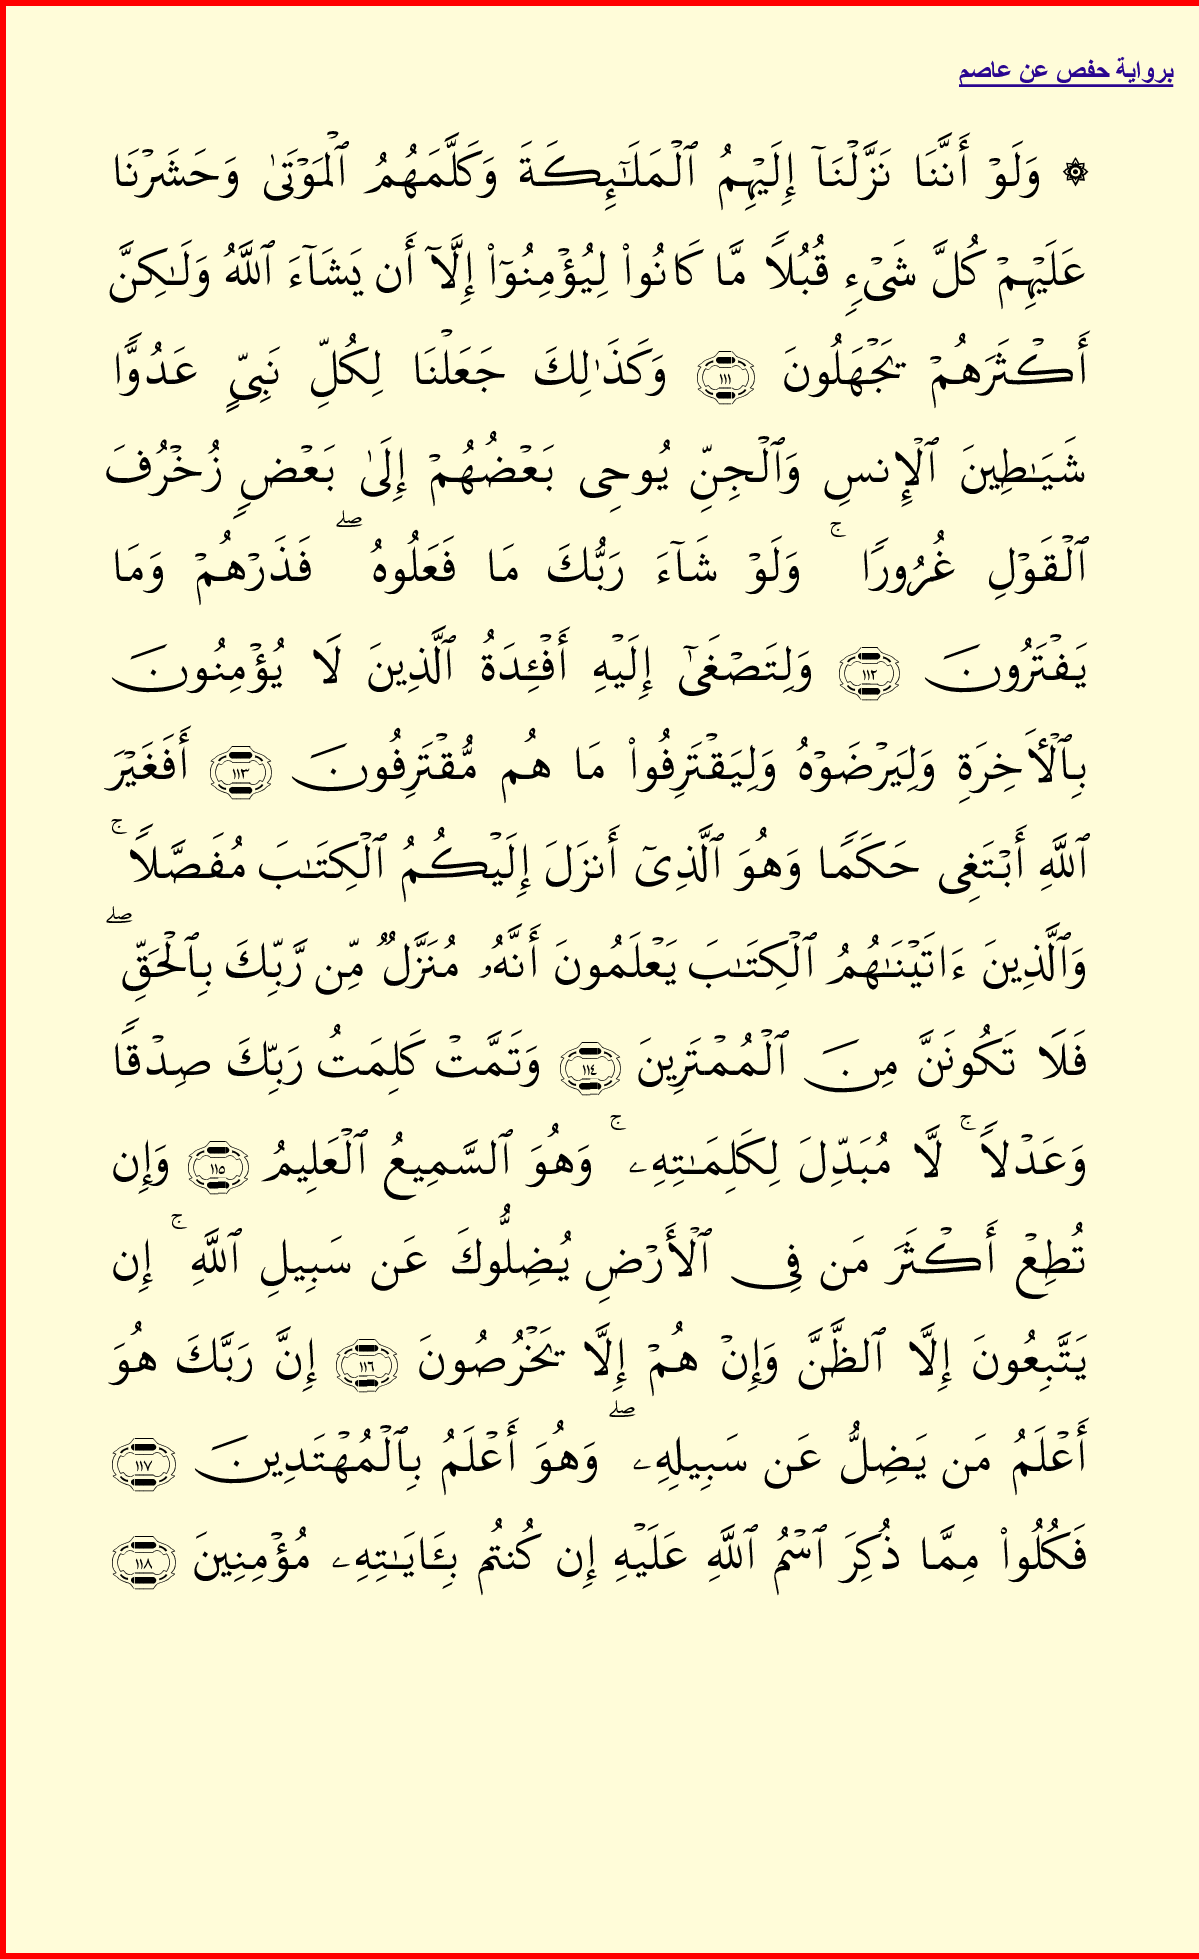 برواية حفص عن عاصم
۞ وَلَوۡ أَنَّنَا نَزَّلۡنَآ إِلَيۡهِمُ ٱلۡمَلَٰٓئِكَةَ وَكَلَّمَهُمُ ٱلۡمَوۡتَىٰ وَحَشَرۡنَا
عَلَيۡهِمۡ كُلَّ شَيۡءٖ قُبُلٗا مَّا كَانُواْ لِيُؤۡمِنُوٓاْ إِلَّآ أَن يَشَآءَ ٱللَّهُ وَلَٰكِنَّ
أَكۡثَرَهُمۡ يَجۡهَلُونَ ١١١ وَكَذَٰلِكَ جَعَلۡنَا لِكُلِّ نَبِيٍّ عَدُوّٗا
شَيَٰطِينَ ٱلۡإِنسِ وَٱلۡجِنِّ يُوحِي بَعۡضُهُمۡ إِلَىٰ بَعۡضٖ زُخۡرُفَ
ٱلۡقَوۡلِ غُرُورٗا ۚ وَلَوۡ شَآءَ رَبُّكَ مَا فَعَلُوهُ ۖ فَذَرۡهُمۡ وَمَا
يَفۡتَرُونَ ١١٢ وَلِتَصۡغَىٰٓ إِلَيۡهِ أَفۡـِٔدَةُ ٱلَّذِينَ لَا يُؤۡمِنُونَ
بِٱلۡأٓخِرَةِ وَلِيَرۡضَوۡهُ وَلِيَقۡتَرِفُواْ مَا هُم مُّقۡتَرِفُونَ ١١٣ أَفَغَيۡرَ
ٱللَّهِ أَبۡتَغِي حَكَمٗا وَهُوَ ٱلَّذِيٓ أَنزَلَ إِلَيۡكُمُ ٱلۡكِتَٰبَ مُفَصَّلٗا ۚ
وَٱلَّذِينَ ءَاتَيۡنَٰهُمُ ٱلۡكِتَٰبَ يَعۡلَمُونَ أَنَّهُۥ مُنَزَّلٞ مِّن رَّبِّكَ بِٱلۡحَقِّ ۖ
فَلَا تَكُونَنَّ مِنَ ٱلۡمُمۡتَرِينَ ١١٤ وَتَمَّتۡ كَلِمَتُ رَبِّكَ صِدۡقٗا
وَعَدۡلٗا ۚ لَّا مُبَدِّلَ لِكَلِمَٰتِهِۦ ۚ وَهُوَ ٱلسَّمِيعُ ٱلۡعَلِيمُ ١١٥ وَإِن
تُطِعۡ أَكۡثَرَ مَن فِي ٱلۡأَرۡضِ يُضِلُّوكَ عَن سَبِيلِ ٱللَّهِ ۚ إِن
يَتَّبِعُونَ إِلَّا ٱلظَّنَّ وَإِنۡ هُمۡ إِلَّا يَخۡرُصُونَ ١١٦ إِنَّ رَبَّكَ هُوَ
أَعۡلَمُ مَن يَضِلُّ عَن سَبِيلِهِۦ ۖ وَهُوَ أَعۡلَمُ بِٱلۡمُهۡتَدِينَ ١١٧
فَكُلُواْ مِمَّا ذُكِرَ ٱسۡمُ ٱللَّهِ عَلَيۡهِ إِن كُنتُم بِـَٔايَٰتِهِۦ مُؤۡمِنِينَ ١١٨